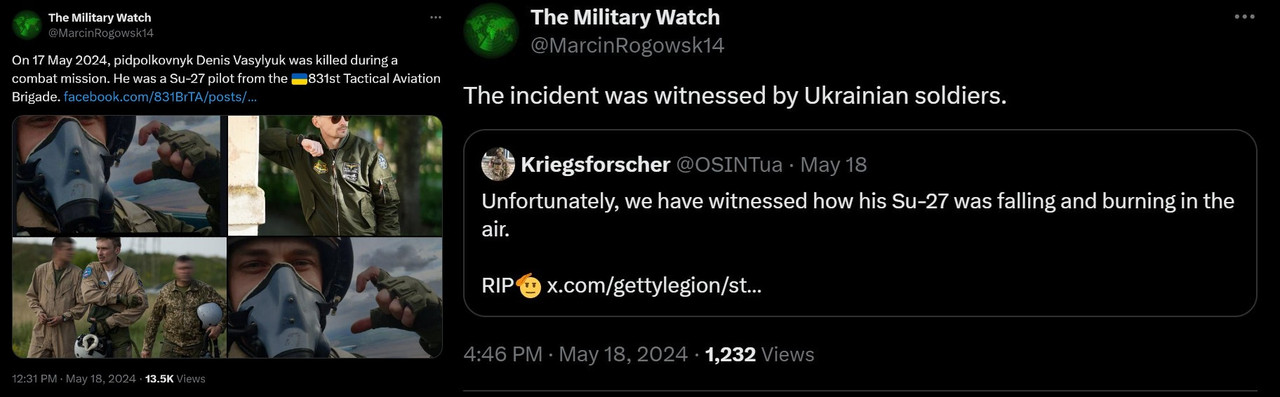 The Military Watch
@MarcinRogowsk14
On 17 May 2024, pidpolkovnyk Denis Vasylyuk was killed during a
combat mission. He was a Su-27 pilot from the 🇺🇦831st Tactical Aviation
Brigade. facebook.com/831BrTA/posts/...
12:31 PM · May 18, 2024 · 13.5K Views
The Military Watch
@MarcinRogowsk14
The incident was witnessed by Ukrainian soldiers.
Kriegsforscher @OSINTua · May 18
Unfortunately, we have witnessed how his Su-27 was falling and burning in the
air.
RIP🫡 x.com/gettylegion/st...
4:46 PM · May 18, 2024 · 1,232 Views